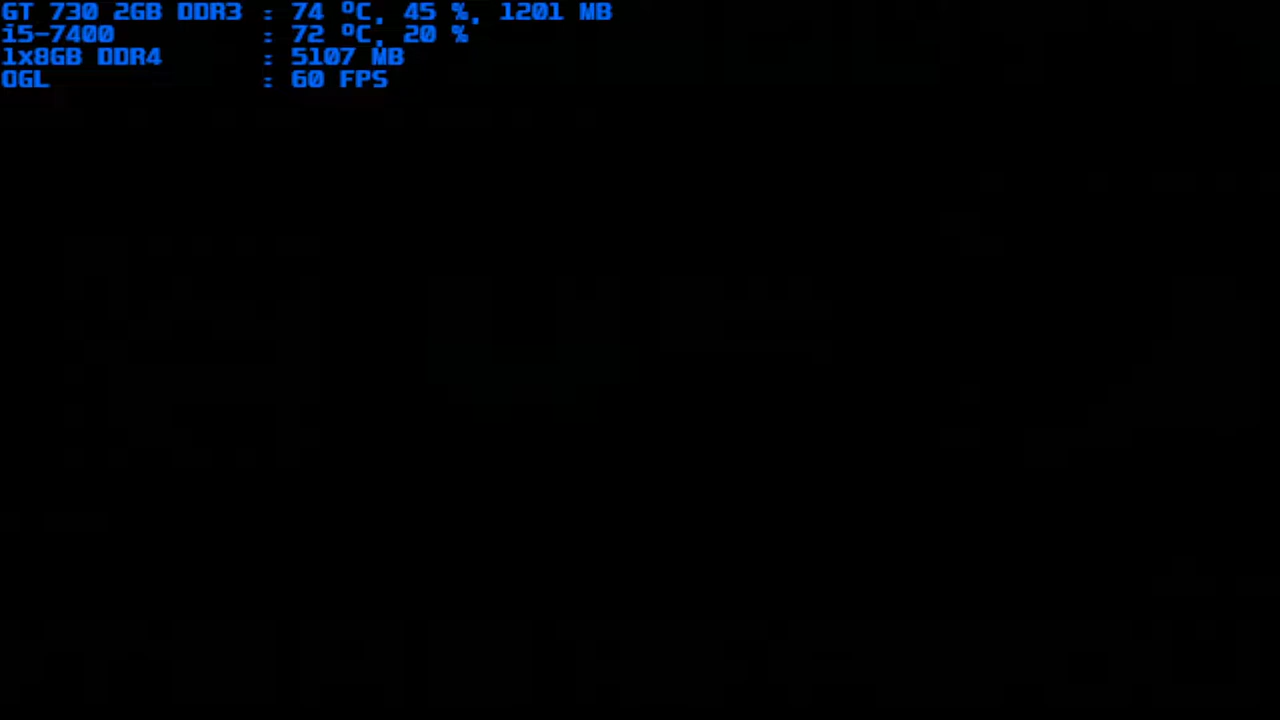 GT 730 2GB DDR3 : 74 ºC, 45 %, 1201 MB
i5-7400 : 72 ºC, 20 %
1x8GB DDR4 : 5107 MB
OGL : 60 FPS